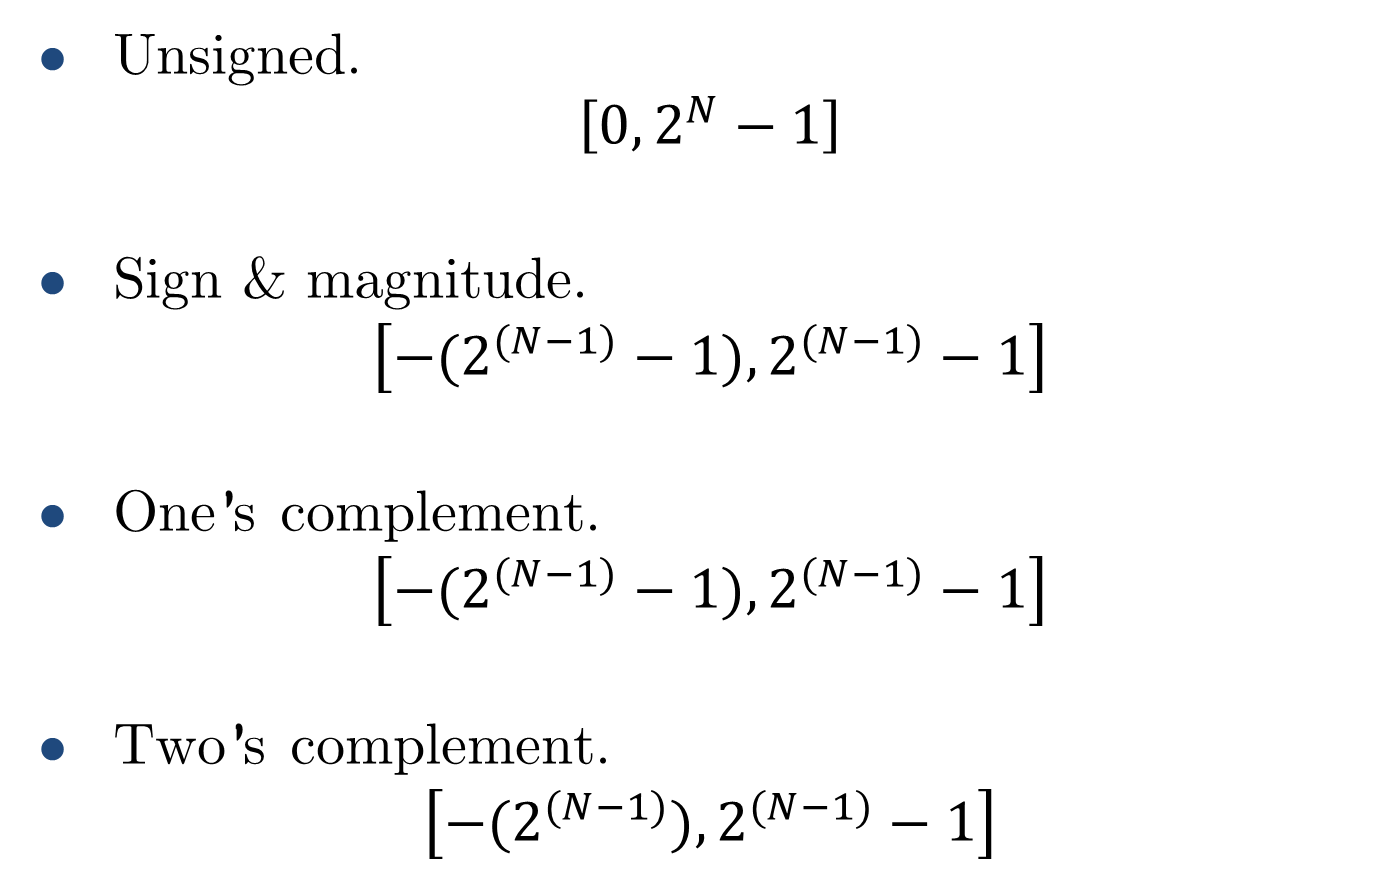 • Unsigned.
[0, 2^N − 1]
• Sign & magnitude.
[−(2^(N−1) − 1), 2^(N−1) − 1]
• One's complement.
[−(2^(N−1) − 1), 2^(N−1) − 1]
• Two's complement.
[−(2^(N−1)), 2^(N−1) − 1]